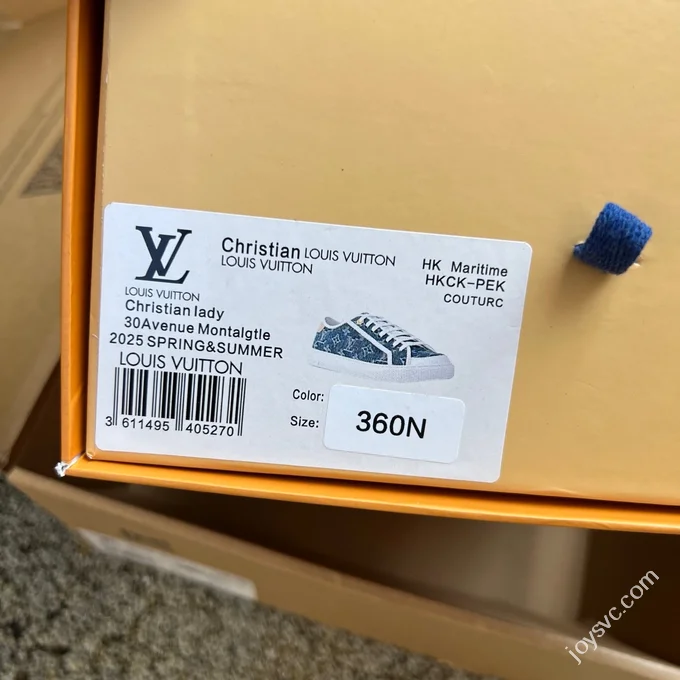 LV
LOUIS VUITTON
Christian lady
30Avenue Montalgtle
2025 SPRING&SUMMER
LOUIS VUITTON
3 611495 405270
Christian LOUIS VUITTON
LOUIS VUITTON
HK Maritime
HKCK-PEK
COUTURC
Color:
Size:
360N
joysvc.com